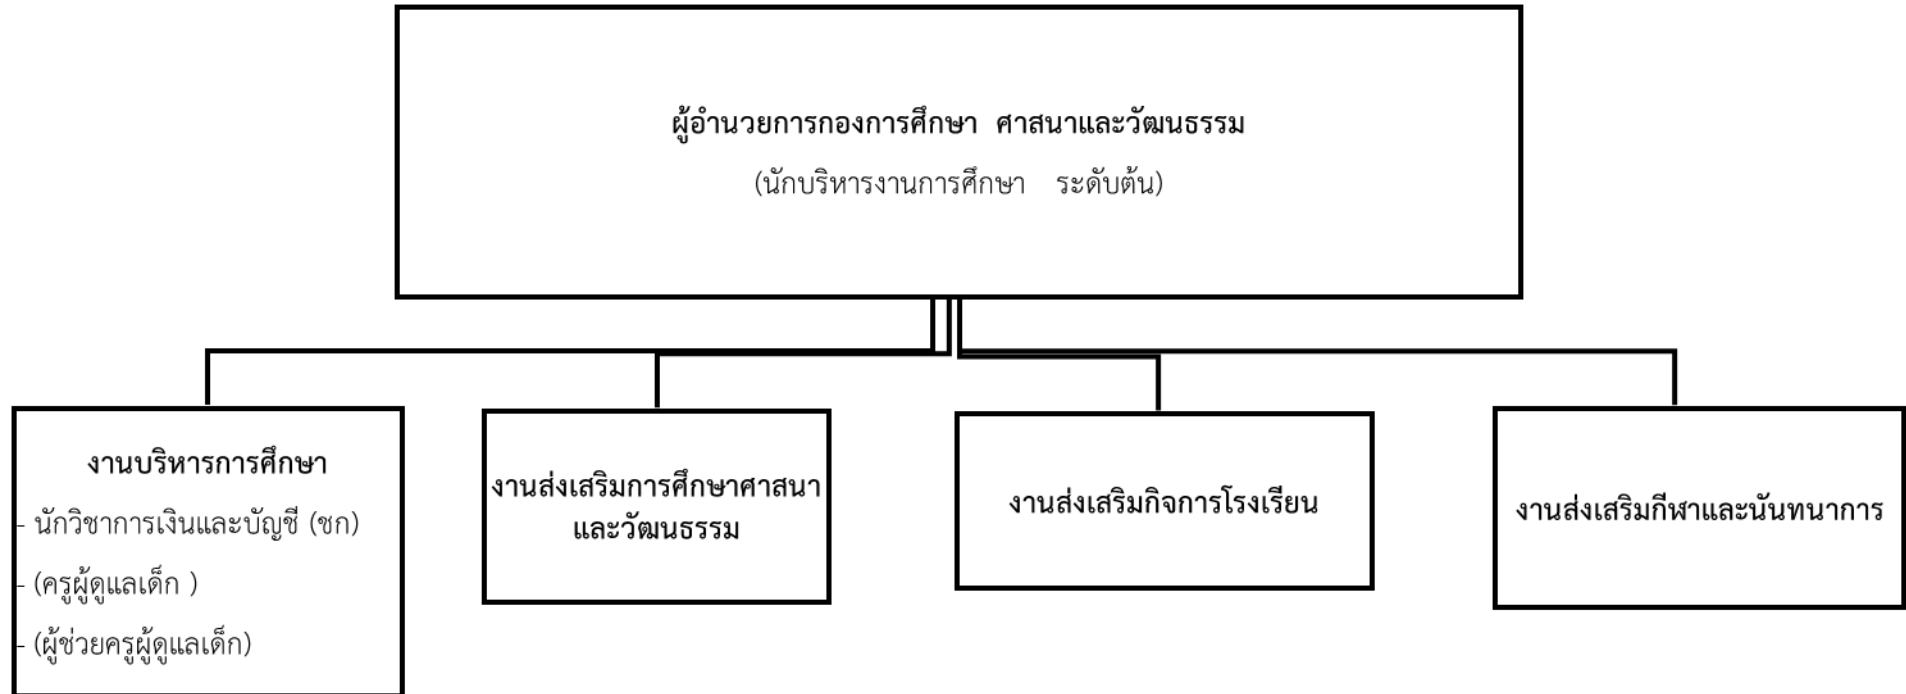 ผู้อำนวยการกองการศึกษา ศาสนาและวัฒนธรรม
(นักบริหารงานการศึกษา ระดับต้น)
งานบริหารการศึกษา
- นักวิชาการเงินและบัญชี (ชก)
- (ครูผู้ดูแลเด็ก )
- (ผู้ช่วยครูผู้ดูแลเด็ก)
งานส่งเสริมการศึกษาศาสนา
และวัฒนธรรม
งานส่งเสริมกิจการโรงเรียน
งานส่งเสริมกีฬาและนันทนาการ